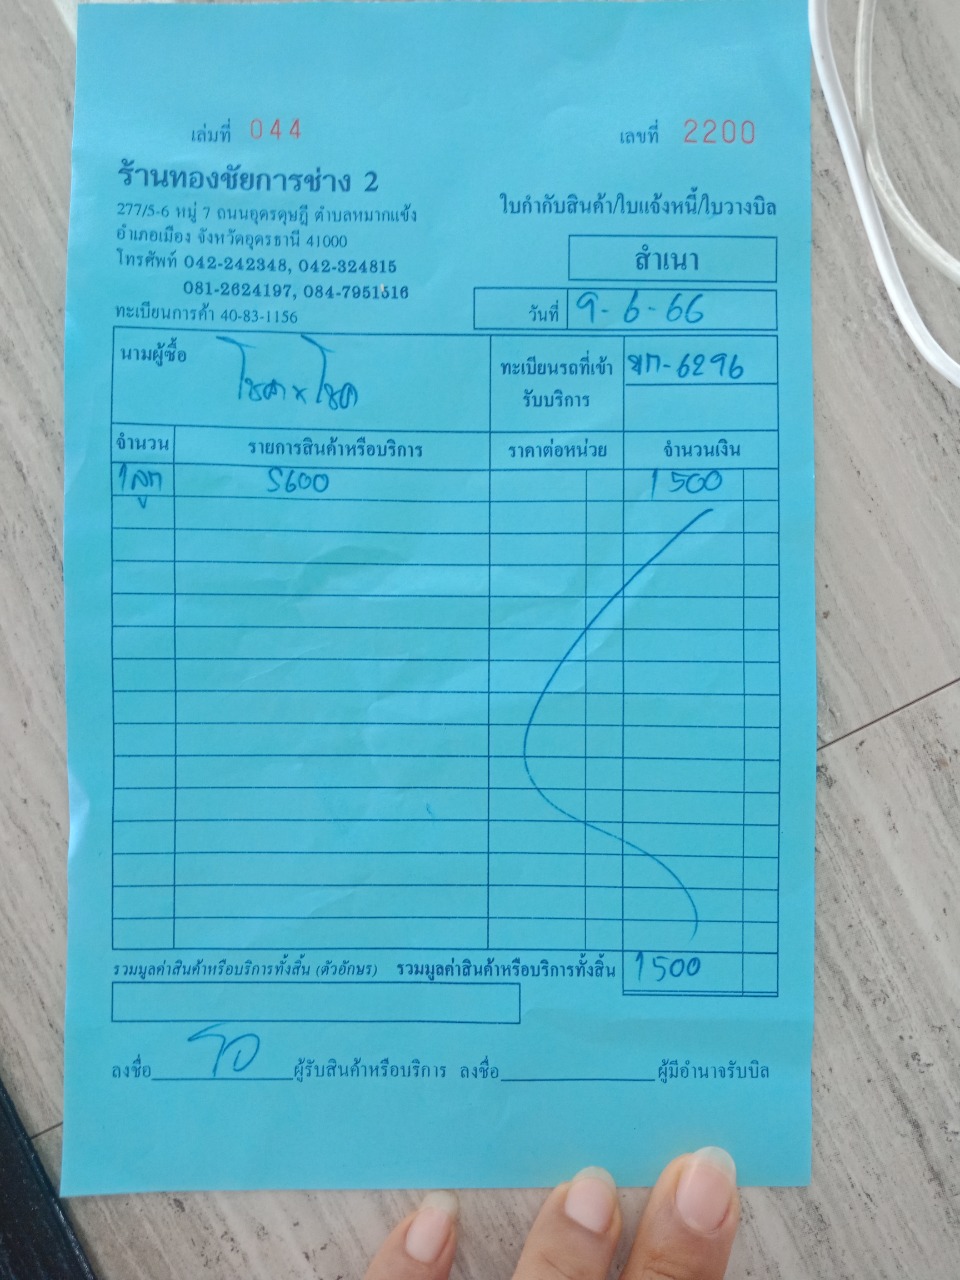 เล่มที่ 044
เลขที่ 2200
ร้านทองชัยการช่าง 2
277/5-6 หมู่ 7 ถนนอุดรดุษฎี ตำบลหมากแข้ง
อำเภอเมือง จังหวัดอุดรธานี 41000
โทรศัพท์ 042-242348, 042-324815
081-2624197, 084-7951516
ทะเบียนการค้า 40-83-1156
ใบกำกับสินค้า/ใบแจ้งหนี้/ใบวางบิล
สำเนา
วันที่ 9-6-66
นามผู้ซื้อ
ทะเบียนรถที่เข้า
รับบริการ
6296
จำนวน รายการสินค้าหรือบริการ ราคาต่อหน่วย จำนวนเงิน
1 ลูก S600 1500
รวมมูลค่าสินค้าหรือบริการทั้งสิ้น (ตัวอักษร) รวมมูลค่าสินค้าหรือบริการทั้งสิ้น 1500
ลงชื่อ ผู้รับสินค้าหรือบริการ ลงชื่อ ผู้มีอำนาจรับบิล